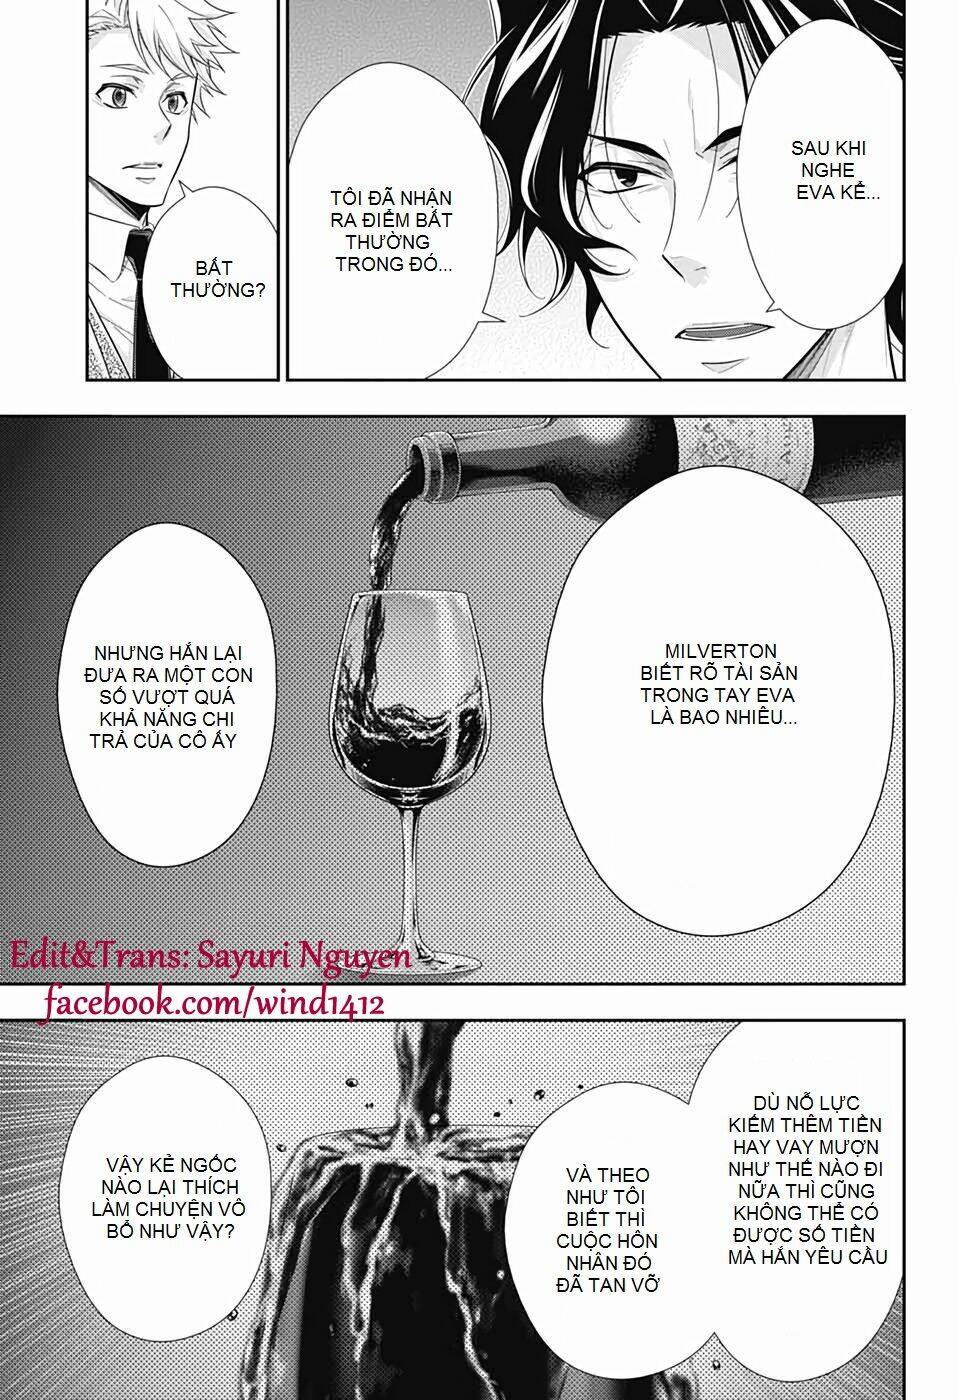 SAU KHI
NGHE
EVA KỂ...
TÔI ĐÃ NHẬN
RA ĐIỂM BẤT
THƯỜNG
TRONG ĐÓ...
BẤT
THƯỜNG?
MILVERTON
BIẾT RÕ TÀI SẢN
TRONG TAY EVA
LÀ BAO NHIÊU...
NHƯNG HẮN LẠI
ĐƯA RA MỘT CON
SỐ VƯỢT QUÁ
KHẢ NĂNG CHI
TRẢ CỦA CÔ ẤY
Edit&Trans: Sayuri Nguyen
facebook.com/wind1412
DÙ NỖ LỰC
KIẾM THÊM TIỀN
HAY VAY MƯỢN
NHƯ THẾ NÀO ĐI
NỮA THÌ CŨNG
KHÔNG THỂ CÓ
ĐƯỢC SỐ TIỀN
MÀ HẮN YÊU CẦU
VÀ THEO
NHƯ TÔI
BIẾT THÌ
CUỘC HÔN
NHÂN ĐÓ
ĐÃ TAN VỠ
VẬY KẺ NGỐC
NÀO LẠI THÍCH
LÀM CHUYỆN VÔ
BỔ NHƯ VẬY?